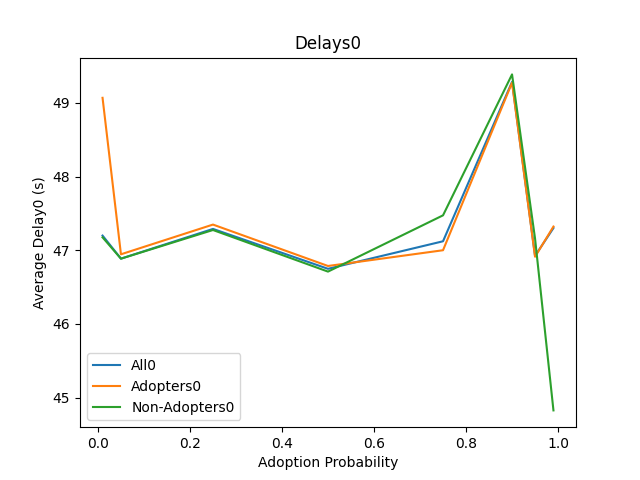 Delays0
Average Delay0 (s)
49
48
47
46
45
All0
Adopters0
Non-Adopters0
0.0 0.2 0.4 0.6 0.8 1.0
Adoption Probability